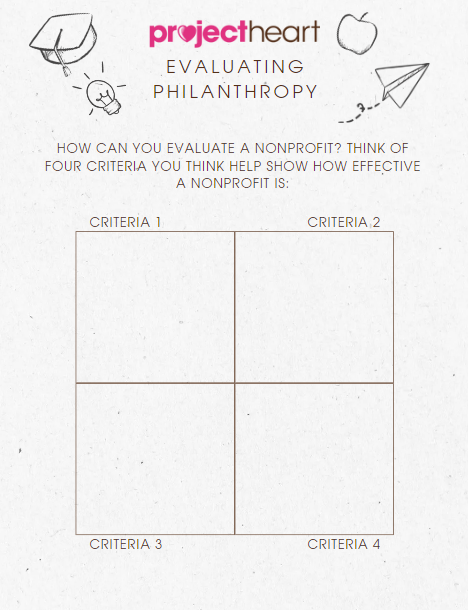 projectheart
EVALUATING
PHILANTHROPY
HOW CAN YOU EVALUATE A NONPROFIT? THINK OF
FOUR CRITERIA YOU THINK HELP SHOW HOW EFFECTIVE
A NONPROFIT IS:
CRITERIA 1
CRITERIA 2
CRITERIA 3
CRITERIA 4